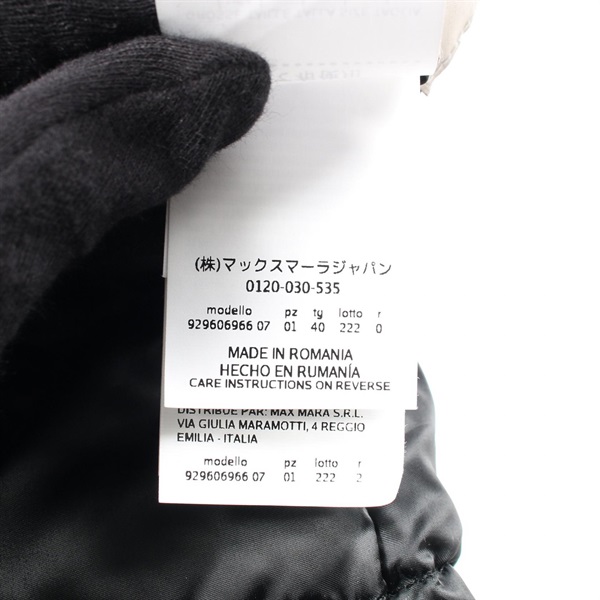 (株)マックスマーラジャパン
0120-030-535
modello pz ty lotto r
929606966 07 01 40 222 0
MADE IN ROMANIA
HECHO EN RUMANÍA
CARE INSTRUCTIONS ON REVERSE
DISTRIBUE PAR: MAX MARA S.R.L.
VIA GIULIA MARAMOTTI, 4 REGGIO
EMILIA - ITALIA
modello pz lotto r
929606966 07 01 222 2